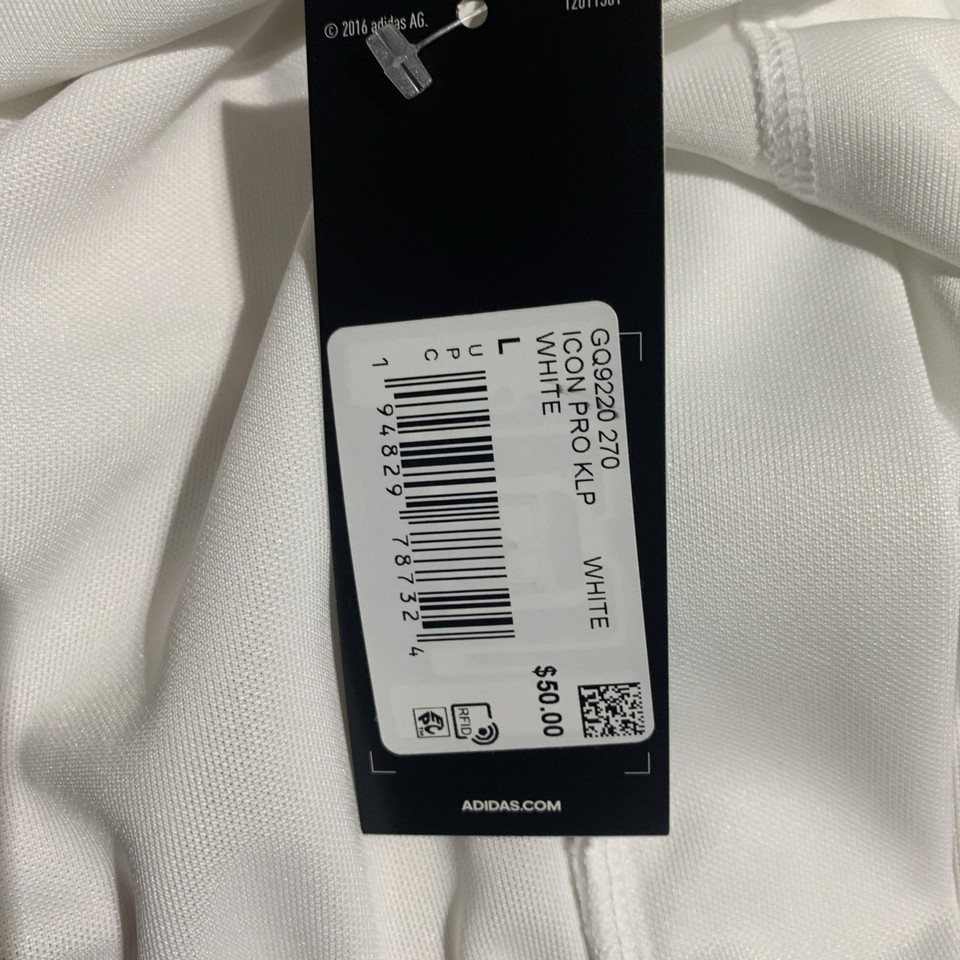 © 2016 adidas AG.
GQ9220 270
ICON PRO KLP WHITE
WHITE
L $50.00
UPC
1 94829 78732 4
RFID
ADIDAS.COM